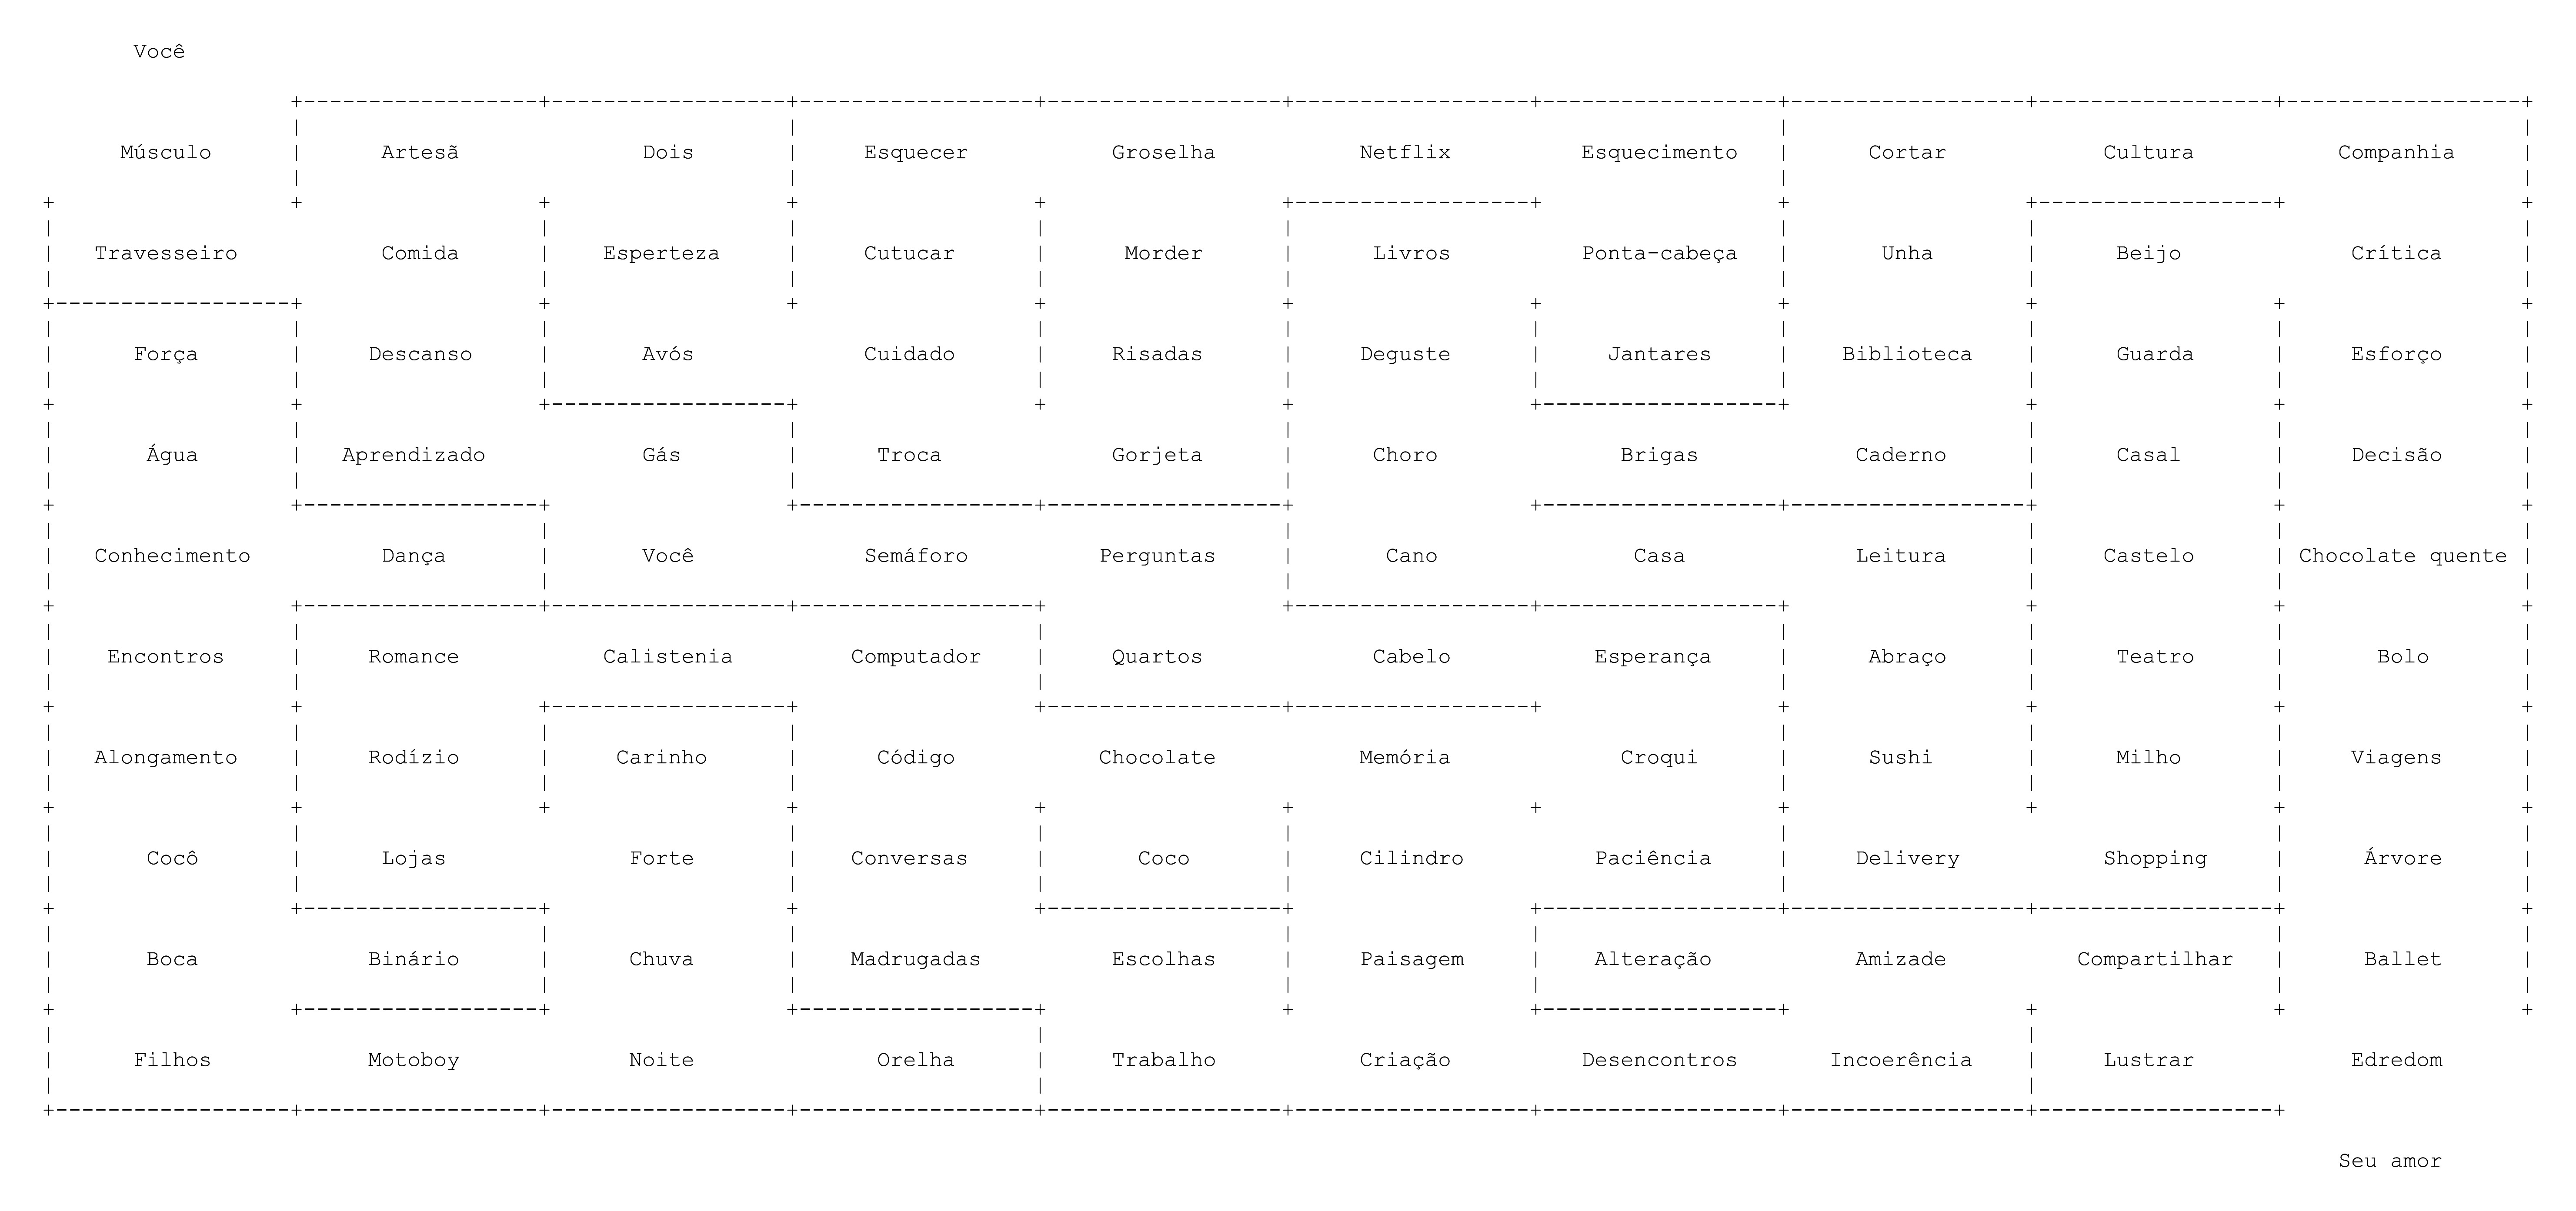 Você
Músculo Artesã Dois Esquecer Groselha Netflix Esquecimento Cortar Cultura Companhia
Travesseiro Comida Esperteza Cutucar Morder Livros Ponta-cabeça Unha Beijo Crítica
Força Descanso Avós Cuidado Risadas Deguste Jantares Biblioteca Guarda Esforço
Água Aprendizado Gás Troca Gorjeta Choro Brigas Caderno Casal Decisão
Conhecimento Dança Você Semáforo Perguntas Cano Casa Leitura Castelo Chocolate quente
Encontros Romance Calistenia Computador Quartos Cabelo Esperança Abraço Teatro Bolo
Alongamento Rodízio Carinho Código Chocolate Memória Croqui Sushi Milho Viagens
Cocô Lojas Forte Conversas Coco Cilindro Paciência Delivery Shopping Árvore
Boca Binário Chuva Madrugadas Escolhas Paisagem Alteração Amizade Compartilhar Ballet
Filhos Motoboy Noite Orelha Trabalho Criação Desencontros Incoerência Lustrar Edredom
Seu amor